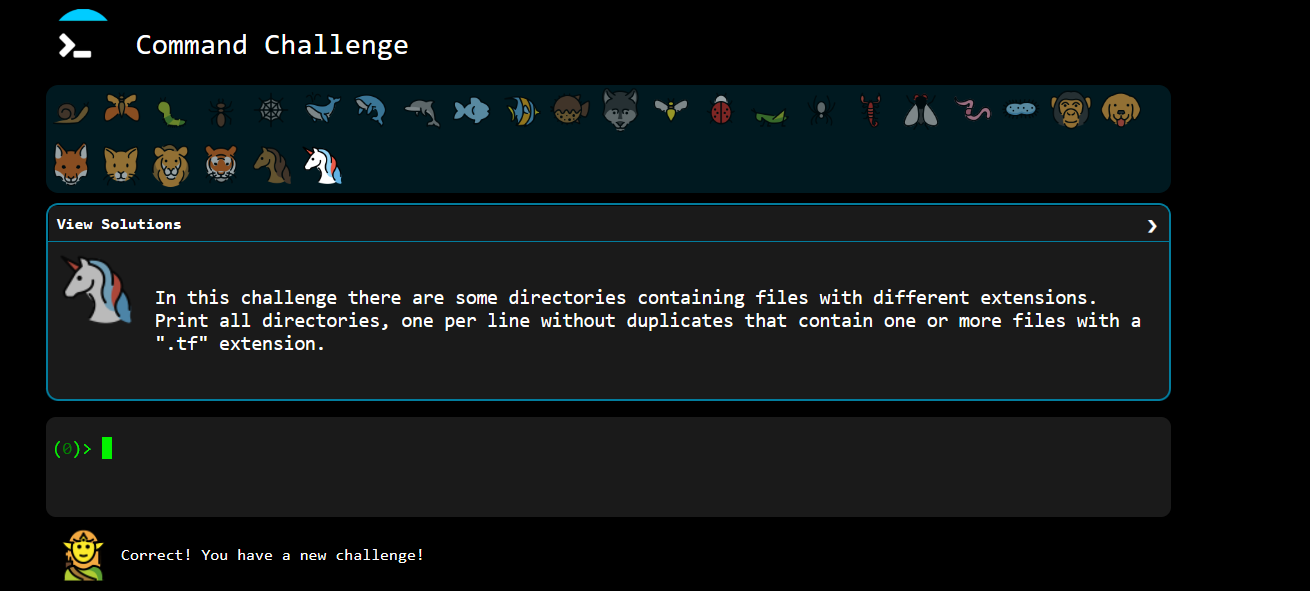 Command Challenge
View Solutions
In this challenge there are some directories containing files with different extensions.
Print all directories, one per line without duplicates that contain one or more files with a
".tf" extension.
(0)>
Correct! You have a new challenge!